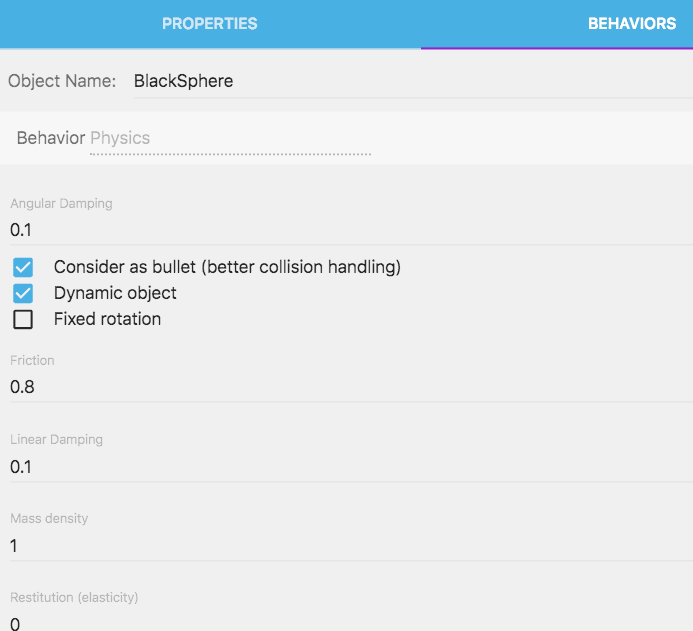 PROPERTIES BEHAVIORS
Object Name: BlackSphere
Behavior Physics
Angular Damping
0.1
Consider as bullet (better collision handling)
Dynamic object
Fixed rotation
Friction
0.8
Linear Damping
0.1
Mass density
1
Restitution (elasticity)
0